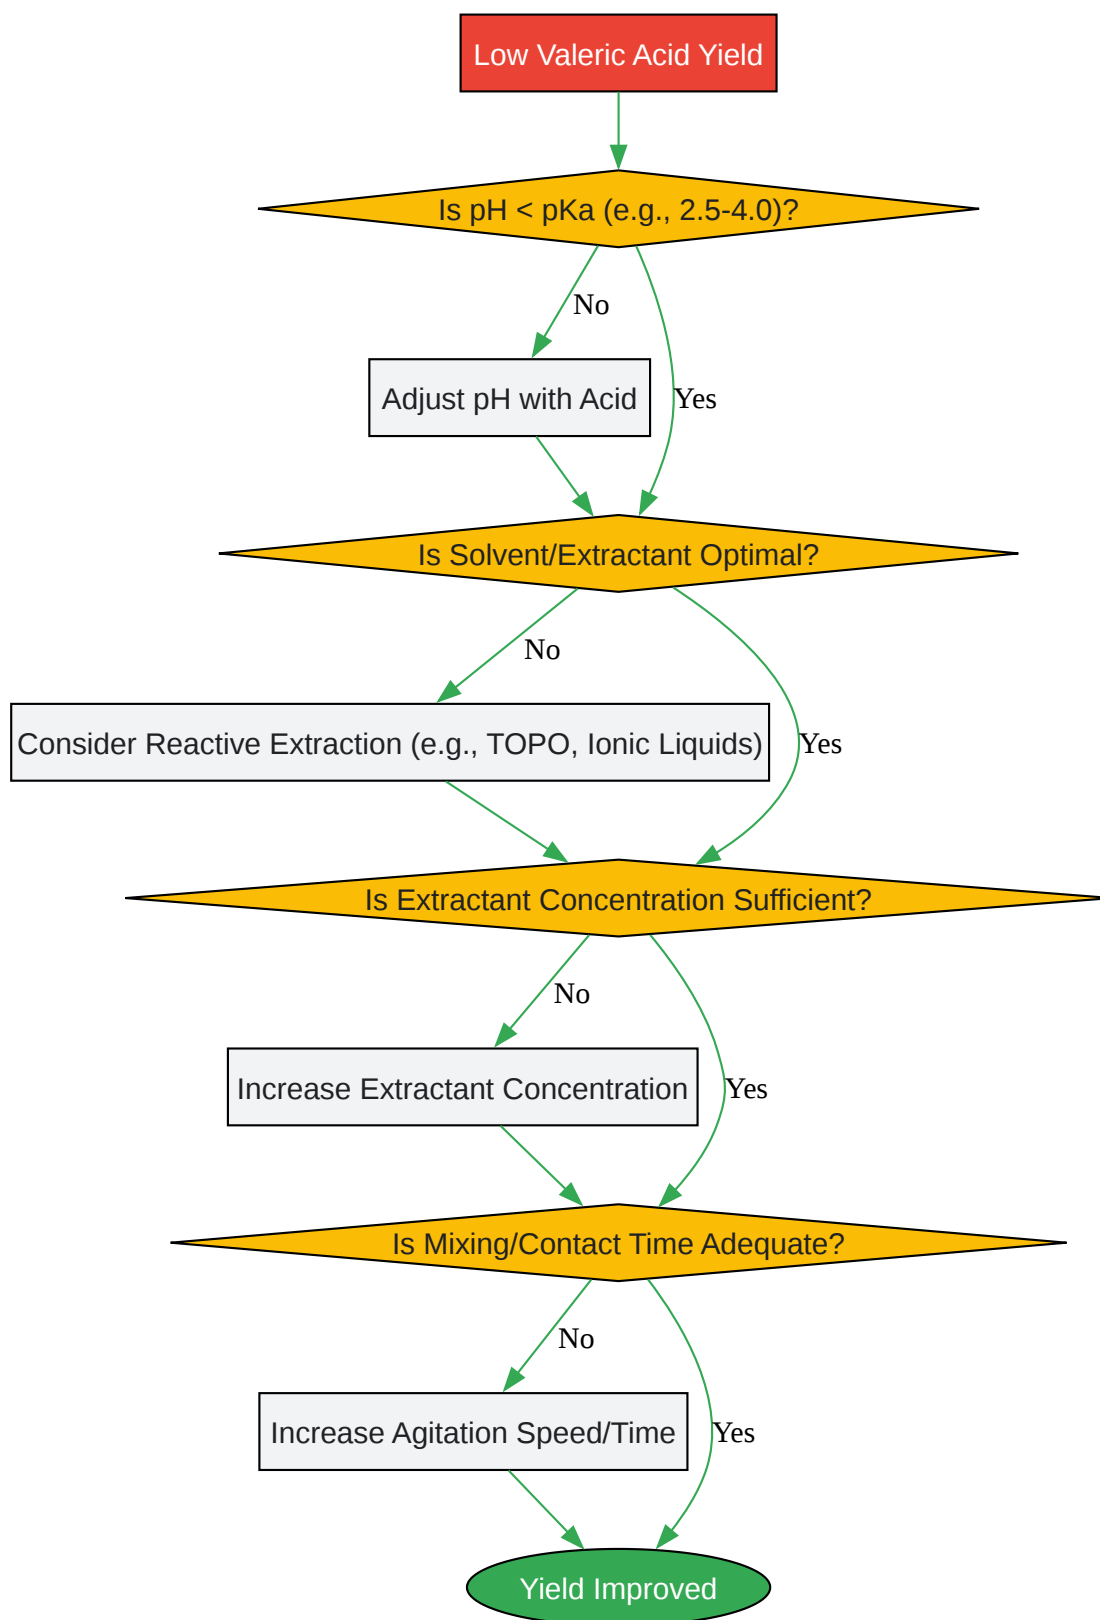 Low Valeric Acid Yield
Is pH < pKa (e.g., 2.5-4.0)?
No
Adjust pH with Acid
Yes
Is Solvent/Extractant Optimal?
No
Consider Reactive Extraction (e.g., TOPO, Ionic Liquids)
Yes
Is Extractant Concentration Sufficient?
No
Increase Extractant Concentration
Yes
Is Mixing/Contact Time Adequate?
No
Increase Agitation Speed/Time
Yes
Yield Improved